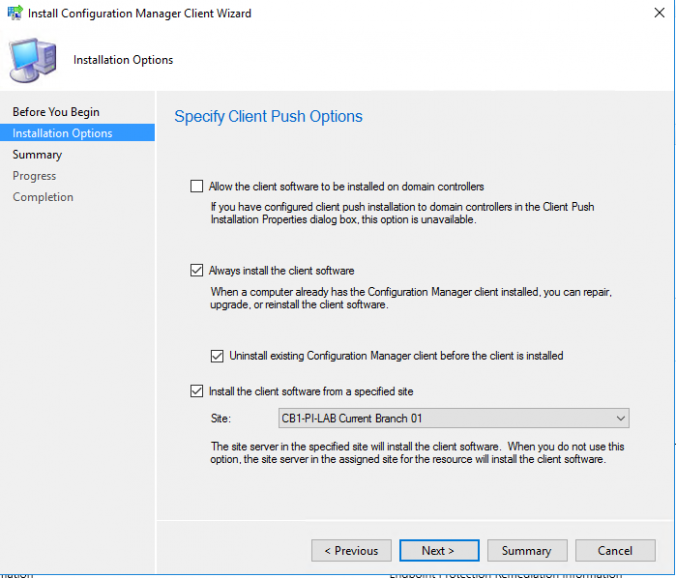 Install Configuration Manager Client Wizard
Installation Options
Before You Begin
Installation Options
Summary
Progress
Completion
Specify Client Push Options
Allow the client software to be installed on domain controllers
If you have configured client push installation to domain controllers in the Client Push
Installation Properties dialog box, this option is unavailable.
Always install the client software
When a computer already has the Configuration Manager client installed, you can repair,
upgrade, or reinstall the client software.
Uninstall existing Configuration Manager client before the client is installed
Install the client software from a specified site
Site:
CB1-PI-LAB Current Branch 01
The site server in the specified site will install the client software. When you do not use this
option, the site server in the assigned site for the resource will install the client software.
< Previous
Next >
Summary
Cancel
Endpoint Protection Remediation Information